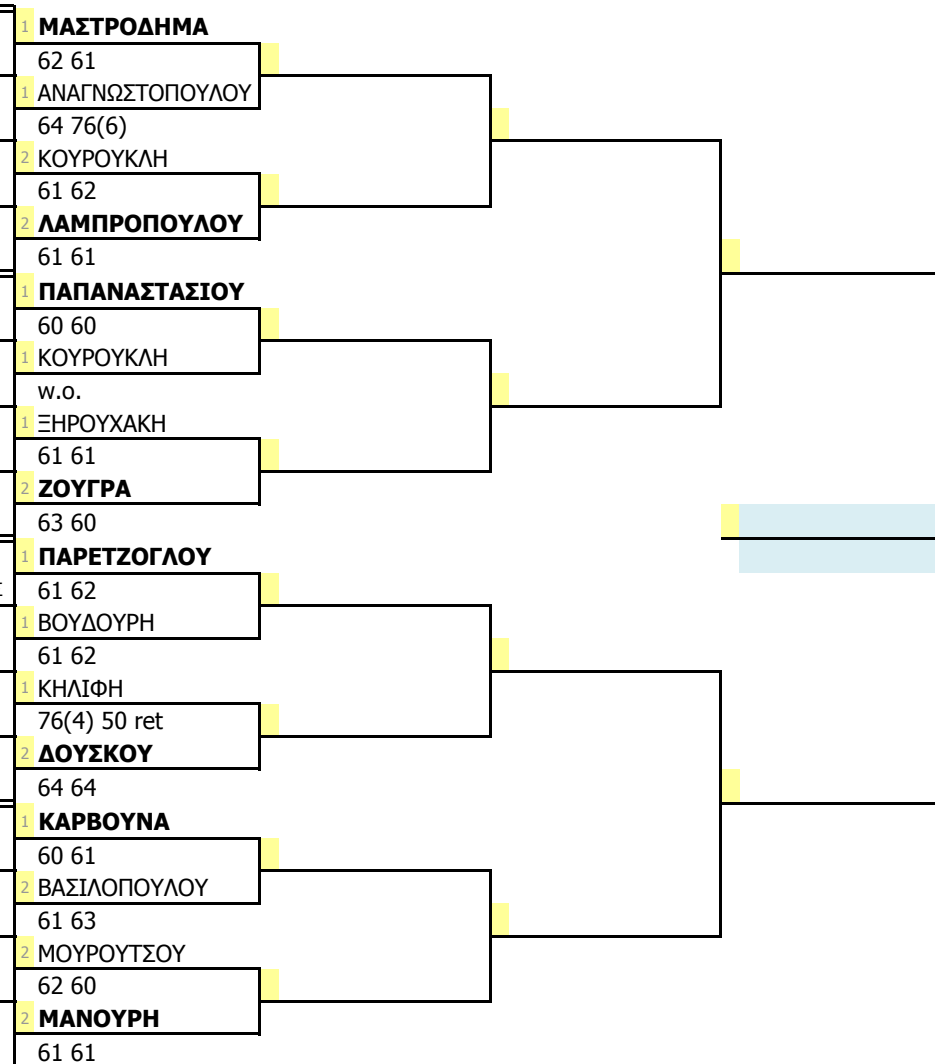 1 ΜΑΣΤΡΟΔΗΜΑ
62 61
1 ΑΝΑΓΝΩΣΤΟΠΟΥΛΟΥ
64 76(6)
2 ΚΟΥΡΟΥΚΛΗ
61 62
2 ΛΑΜΠΡΟΠΟΥΛΟΥ
61 61
1 ΠΑΠΑΝΑΣΤΑΣΙΟΥ
60 60
1 ΚΟΥΡΟΥΚΛΗ
w.o.
1 ΞΗΡΟΥΧΑΚΗ
61 61
2 ΖΟΥΓΡΑ
63 60
1 ΠΑΡΕΤΖΟΓΛΟΥ
61 62
1 ΒΟΥΔΟΥΡΗ
61 62
1 ΚΗΛΙΦΗ
76(4) 50 ret
2 ΔΟΥΣΚΟΥ
64 64
1 ΚΑΡΒΟΥΝΑ
60 61
2 ΒΑΣΙΛΟΠΟΥΛΟΥ
61 63
2 ΜΟΥΡΟΥΤΣΟΥ
62 60
2 ΜΑΝΟΥΡΗ
61 61